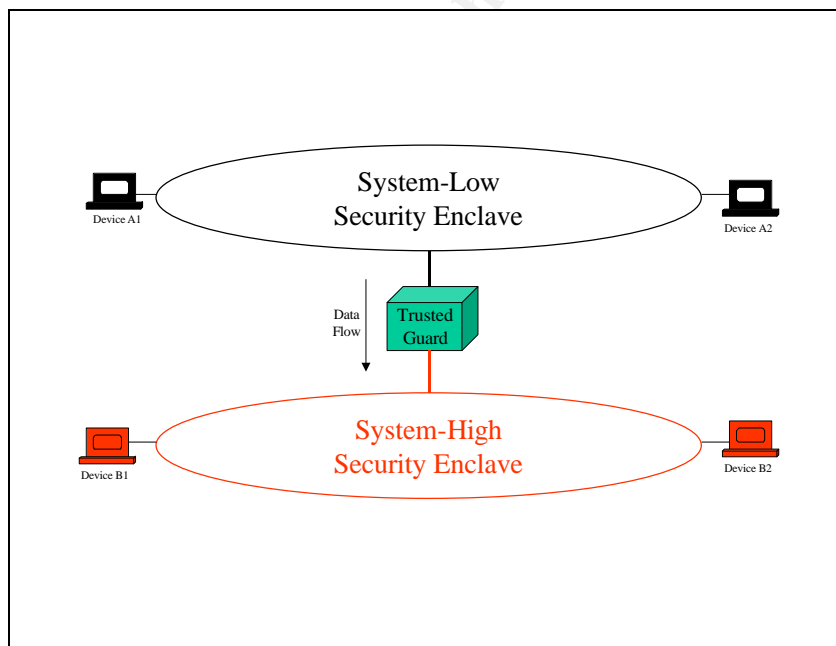 System-Low
Security Enclave
Device A1
Device A2
Data
Flow
Trusted
Guard
System-High
Security Enclave
Device B1
Device B2